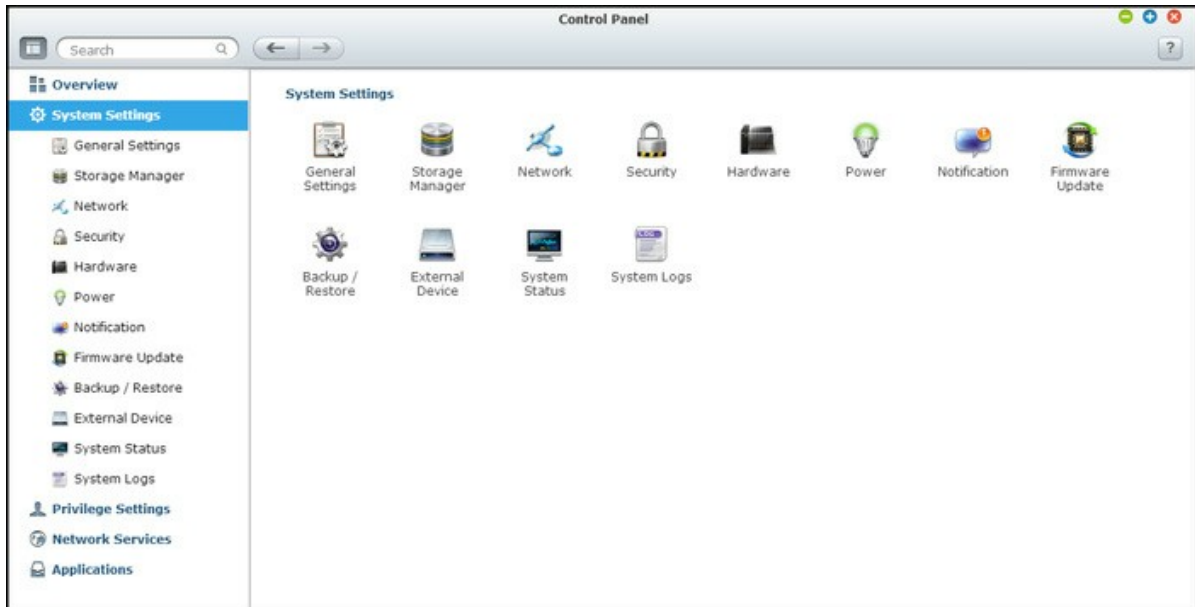 Control Panel
Search
?
Overview
System Settings
General Settings
Storage Manager
Network
Security
Hardware
Power
Notification
Firmware Update
Backup / Restore
External Device
System Status
System Logs
Privilege Settings
Network Services
Applications
System Settings
General
Settings
Storage
Manager
Network
Security
Hardware
Power
Notification
Firmware
Update
Backup /
Restore
External
Device
System
Status
LOG
System Logs